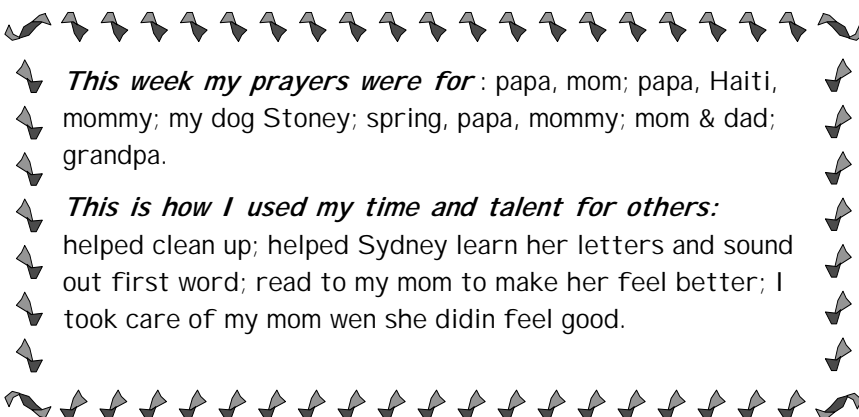 This week my prayers were for : papa, mom; papa, Haiti,
mommy; my dog Stoney; spring, papa, mommy; mom & dad;
grandpa.
This is how I used my time and talent for others:
helped clean up; helped Sydney learn her letters and sound
out first word; read to my mom to make her feel better; I
took care of my mom wen she didin feel good.